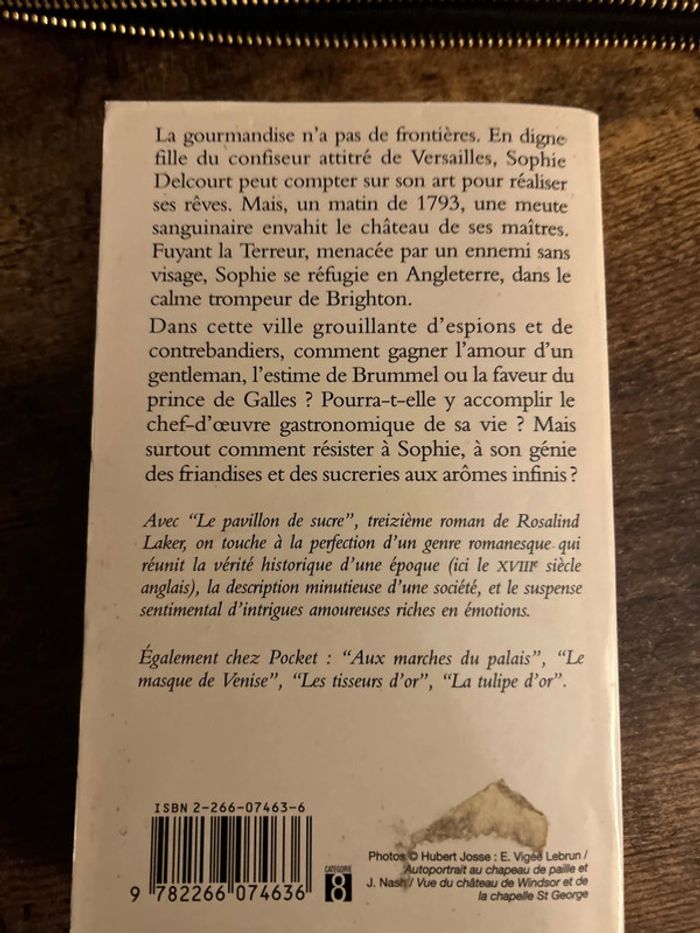 La gourmandise n'a pas de frontières. En digne
fille du confiseur attitré de Versailles, Sophie
Delcourt peut compter sur son art pour réaliser
ses rêves. Mais, un matin de 1793, une meute
sanguinaire envahit le château de ses maîtres.
Fuyant la Terreur, menacée par un ennemi sans
visage, Sophie se réfugie en Angleterre, dans le
calme trompeur de Brighton.
Dans cette ville grouillante d'espions et de
contrebandiers, comment gagner l'amour d'un
gentleman, l'estime de Brummel ou la faveur du
prince de Galles ? Pourra-t-elle y accomplir le
chef-d'œuvre gastronomique de sa vie ? Mais
surtout comment résister à Sophie, à son génie
des friandises et des sucreries aux arômes infinis ?
Avec "Le pavillon de sucre", treizième roman de Rosalind
Laker, on touche à la perfection d'un genre romanesque qui
réunit la vérité historique d'une époque (ici le XVIIIe siècle
anglais), la description minutieuse d'une société, et le suspense
sentimental d'intrigues amoureuses riches en émotions.
Également chez Pocket : "Aux marches du palais", "Le
masque de Venise", "Les tisseurs d'or", "La tulipe d'or".
ISBN 2-266-07463-6
9 782266 074636
CATÉGORIE
8
Photos © Hubert Josse : E. Vigée Lebrun /
Autoportrait au chapeau de paille et
J. Nash / Vue du château de Windsor et de
la chapelle St George